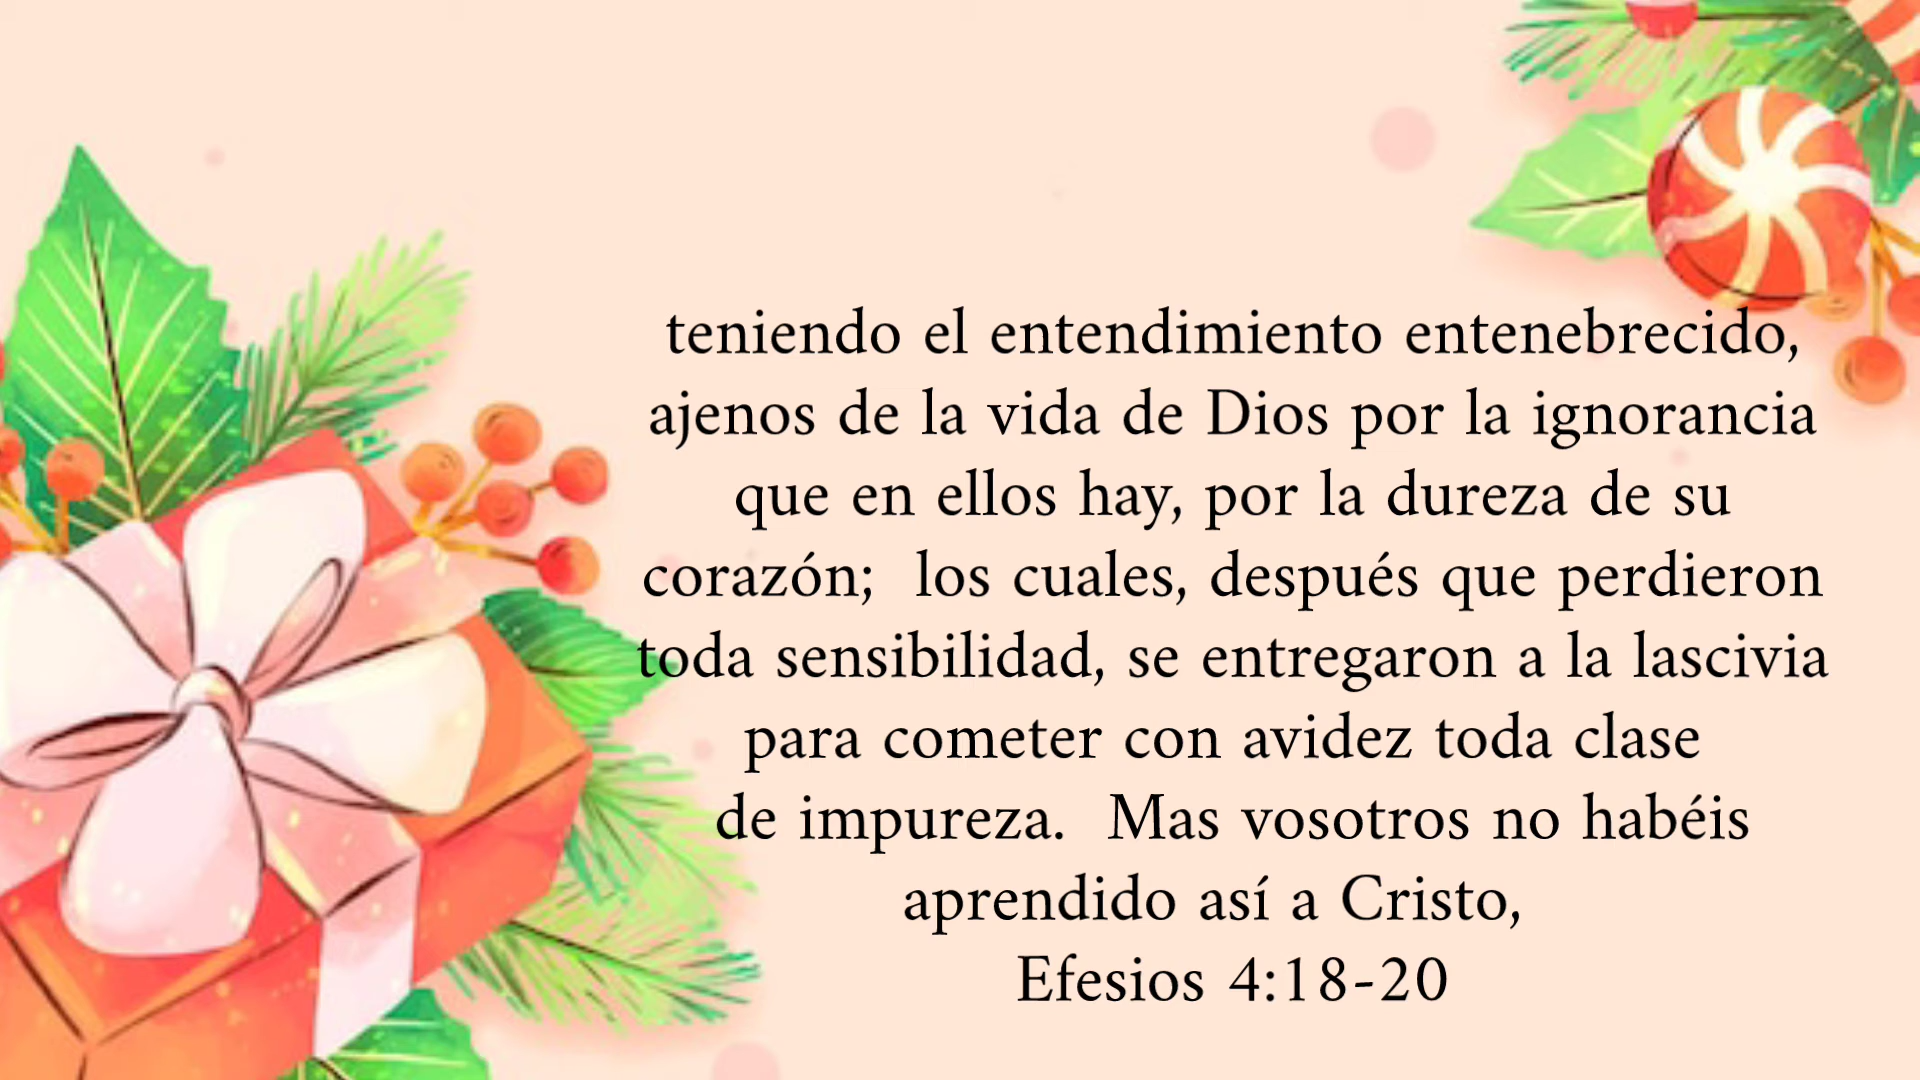 teniendo el entendimiento entenebrecido,
ajenos de la vida de Dios por la ignorancia
que en ellos hay, por la dureza de su
corazón;  los cuales, después que perdieron
toda sensibilidad, se entregaron a la lascivia
para cometer con avidez toda clase
de impureza.  Mas vosotros no habéis
aprendido así a Cristo,
Efesios 4:18-20